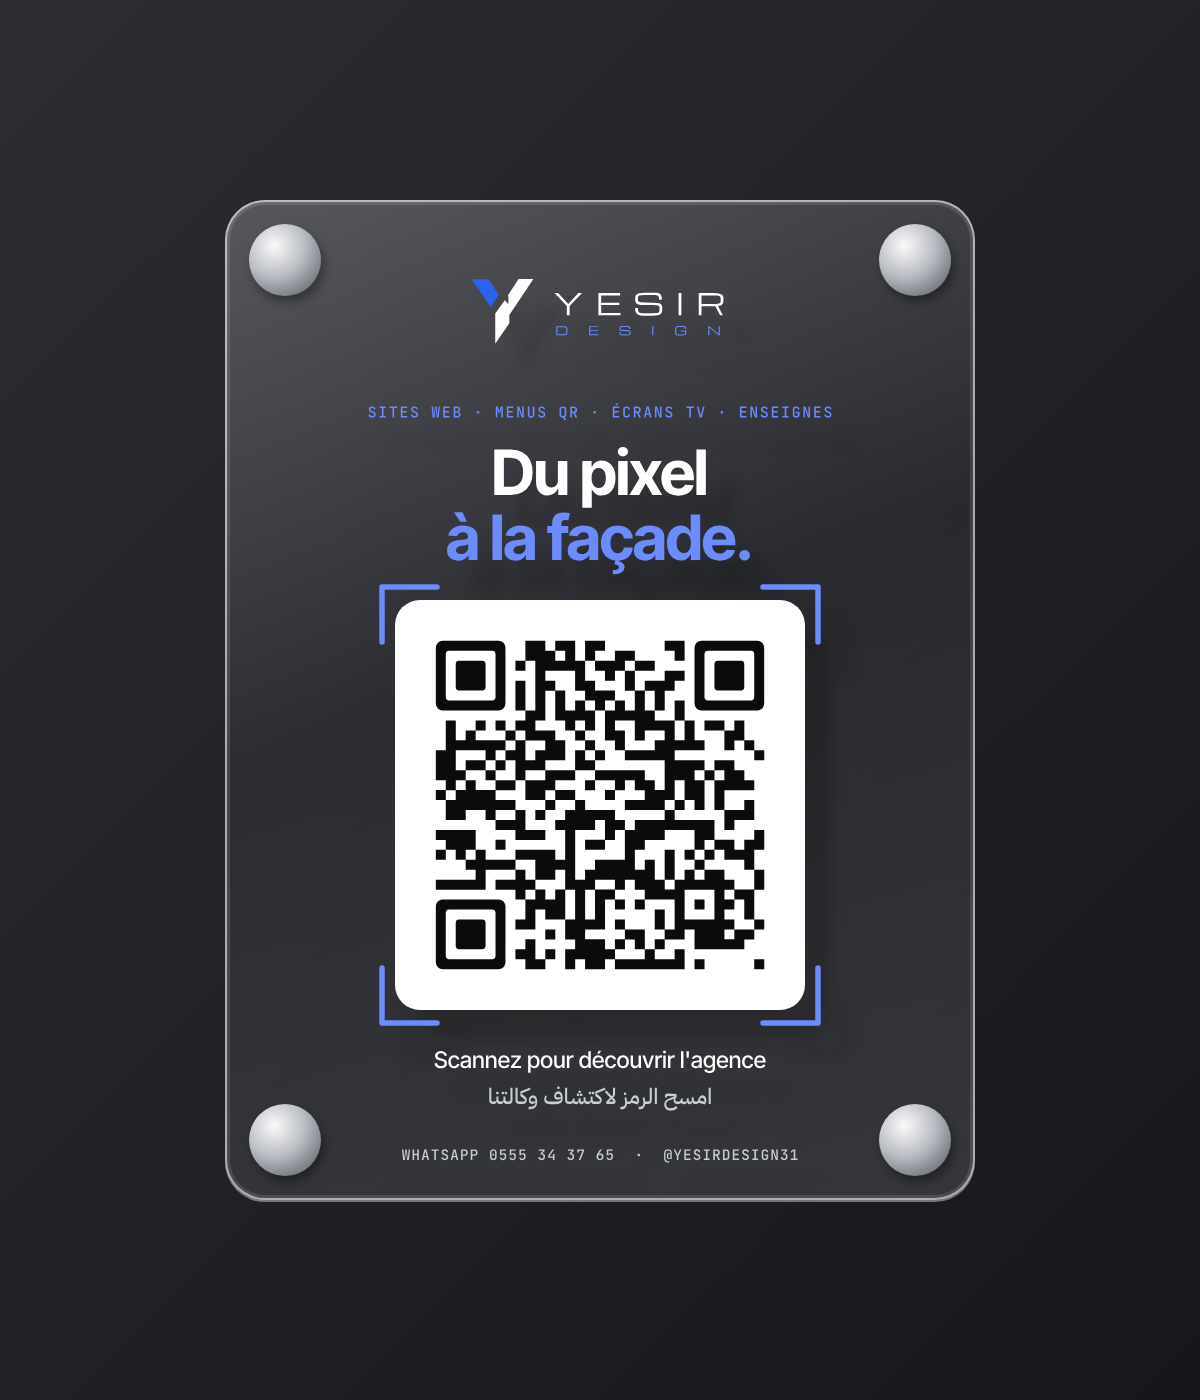 YESIR
DESIGN
SITES WEB · MENUS QR · ÉCRANS TV · ENSEIGNES
Du pixel
à la façade.
Scannez pour découvrir l'agence
امسح الرمز لاكتشاف وكالتنا
WHATSAPP 0555 34 37 65 · @YESIRDESIGN31